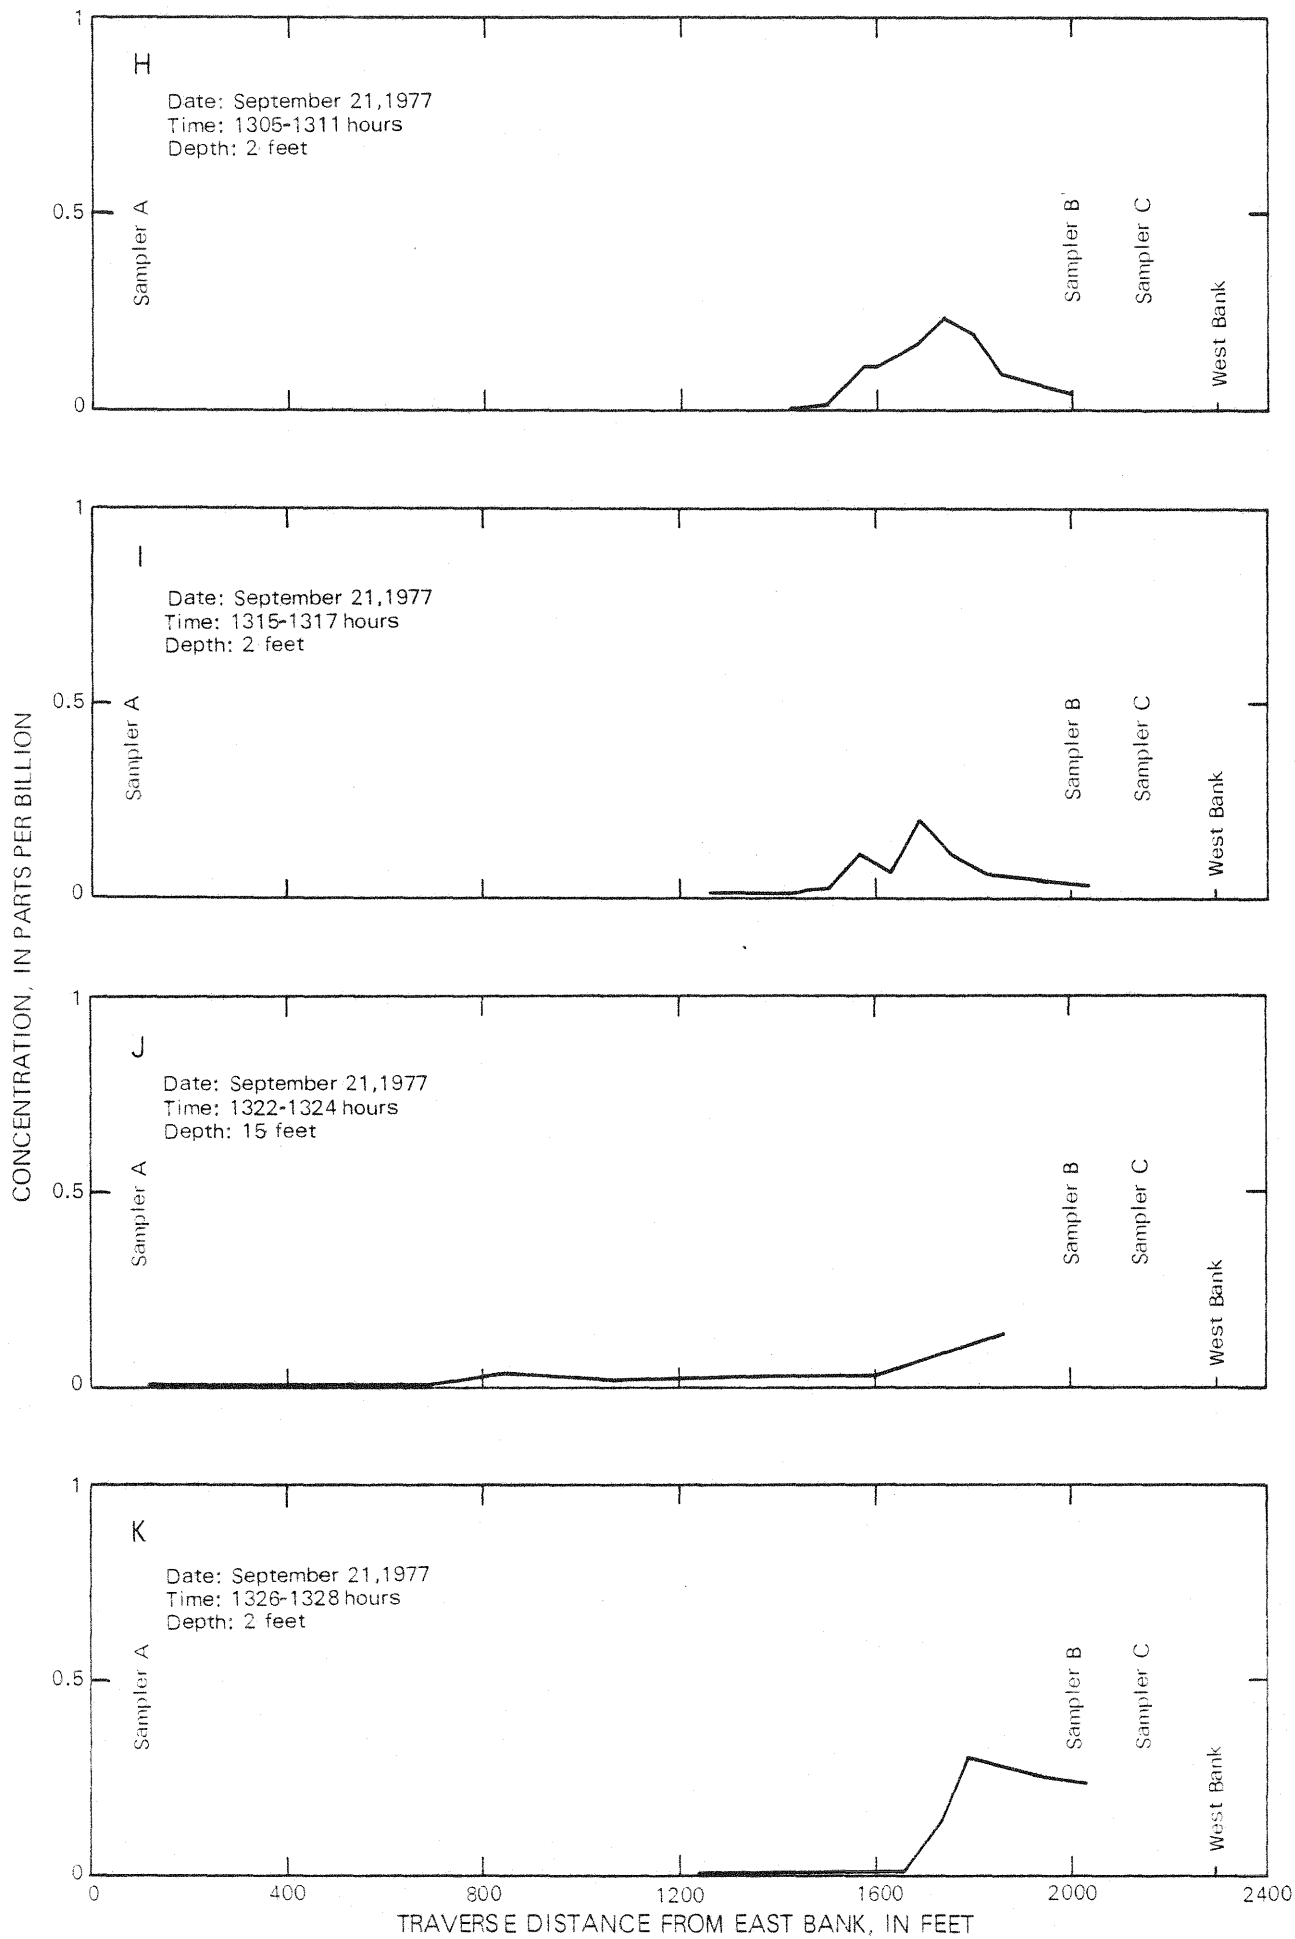 CONCENTRATION, IN PARTS PER BILLION
1
H
Date: September 21,1977
Time: 1305-1311 hours
Depth: 2 feet
0.5
Sampler A
Sampler B
Sampler C
West Bank
0
1
I
Date: September 21,1977
Time: 1315-1317 hours
Depth: 2 feet
0.5
Sampler A
Sampler B
Sampler C
West Bank
0
1
J
Date: September 21,1977
Time: 1322-1324 hours
Depth: 15 feet
0.5
Sampler A
Sampler B
Sampler C
West Bank
0
1
K
Date: September 21,1977
Time: 1326-1328 hours
Depth: 2 feet
0.5
Sampler A
Sampler B
Sampler C
West Bank
0
0 400 800 1200 1600 2000 2400
TRAVERSE DISTANCE FROM EAST BANK, IN FEET